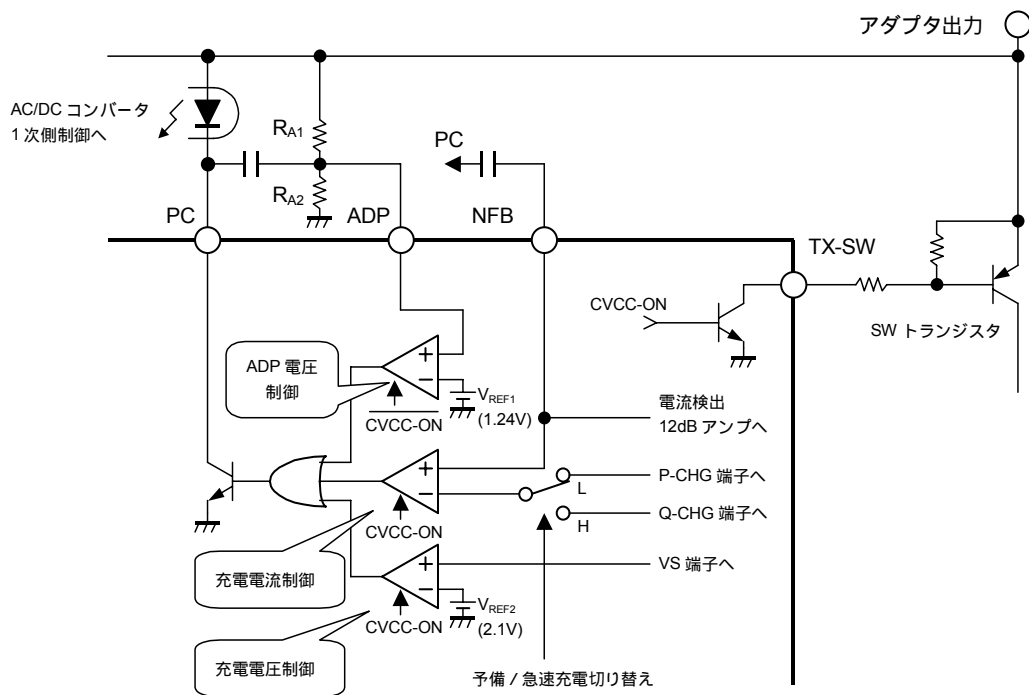 アダプタ出力
AC/DC コンバータ
1 次側制御へ
RA1
RA2
PC
PC
ADP
NFB
TX-SW
CVCC-ON
SW トランジスタ
ADP 電圧
制御
VREF1
(1.24V)
CVCC-ON
電流検出
12dB アンプへ
P-CHG 端子へ
L
Q-CHG 端子へ
H
CVCC-ON
充電電流制御
VS 端子へ
VREF2
(2.1V)
CVCC-ON
充電電圧制御
予備 / 急速充電切り替え